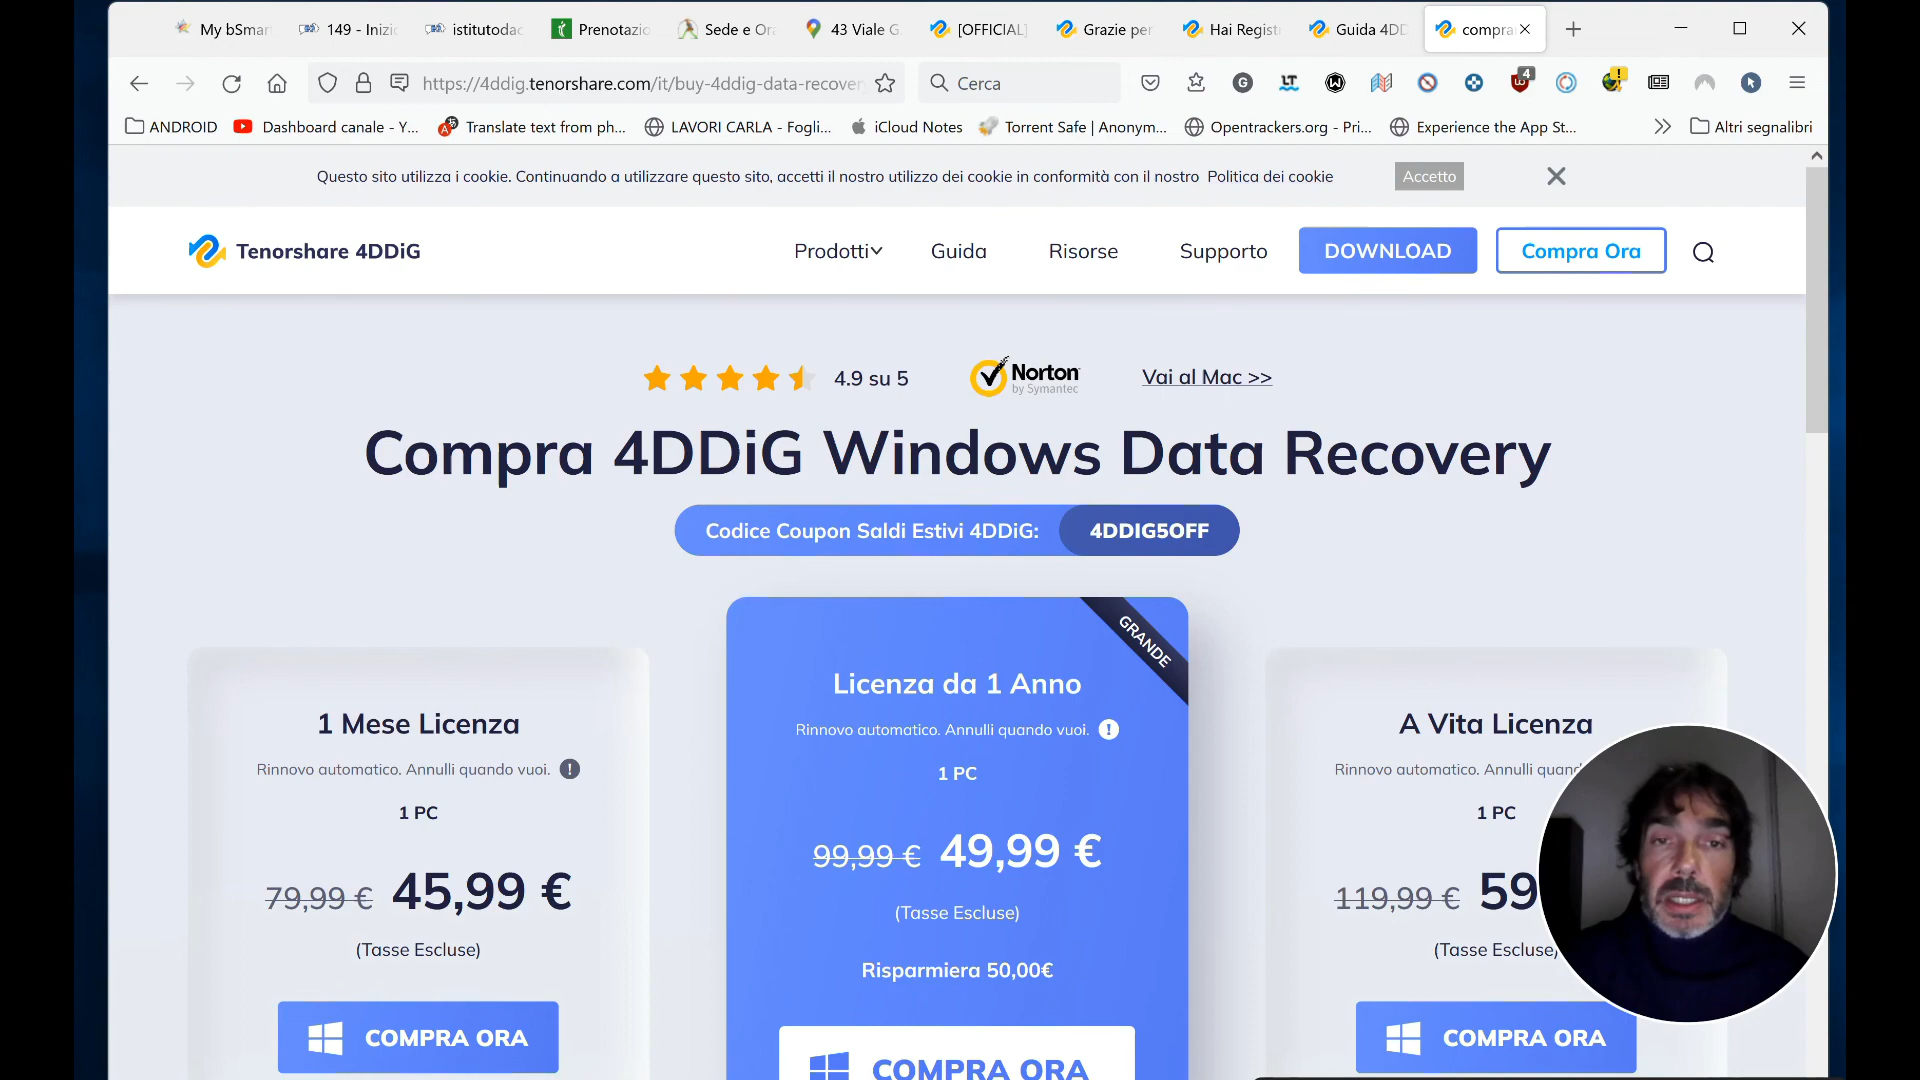 My bSmar
149 - Inizi
istitutodac
Prenotazio
Sede e Ora
43 Viale G
[OFFICIAL]
Grazie per
Hai Regist
Guida 4DD
compra
https://4ddig.tenorshare.com/it/buy-4ddig-data-recover
Cerca
4
ANDROID
Dashboard canale - Y...
Translate text from ph...
LAVORI CARLA - Fogli...
iCloud Notes
Torrent Safe | Anonym...
Opentrackers.org - Pri...
Experience the App St...
Altri segnalibri
Questo sito utilizza i cookie. Continuando a utilizzare questo sito, accetti il nostro utilizzo dei cookie in conformità con il nostro Politica dei cookie
Accetto
Tenorshare 4DDiG
Prodotti
Guida
Risorse
Supporto
DOWNLOAD
Compra Ora
4.9 su 5
Norton
by Symantec
Vai al Mac >>
Compra 4DDiG Windows Data Recovery
Codice Coupon Saldi Estivi 4DDiG:
4DDIG5OFF
1 Mese Licenza
Rinnovo automatico. Annulli quando vuoi.
1 PC
79,99 € 45,99 €
(Tasse Escluse)
COMPRA ORA
GRANDE
Licenza da 1 Anno
Rinnovo automatico. Annulli quando vuoi.
1 PC
99,99 € 49,99 €
(Tasse Escluse)
Risparmiera 50,00€
COMPRA ORA
A Vita Licenza
Rinnovo automatico. Annulli quand
1 PC
119,99 € 59
(Tasse Escluse)
COMPRA ORA